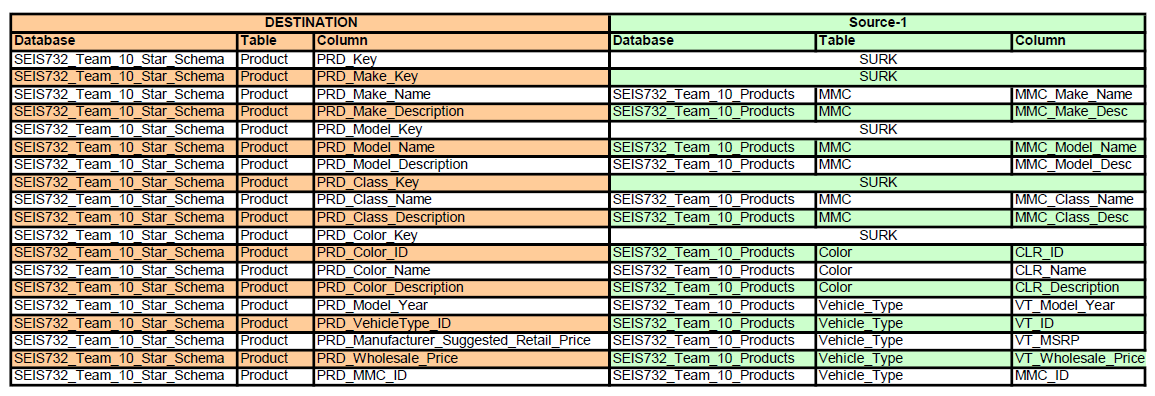 DESTINATION Source-1
Database Table Column Database Table Column
SEIS732_Team_10_Star_Schema Product PRD_Key SURK
SEIS732_Team_10_Star_Schema Product PRD_Make_Key SURK
SEIS732_Team_10_Star_Schema Product PRD_Make_Name SEIS732_Team_10_Products MMC MMC_Make_Name
SEIS732_Team_10_Star_Schema Product PRD_Make_Description SEIS732_Team_10_Products MMC MMC_Make_Desc
SEIS732_Team_10_Star_Schema Product PRD_Model_Key SURK
SEIS732_Team_10_Star_Schema Product PRD_Model_Name SEIS732_Team_10_Products MMC MMC_Model_Name
SEIS732_Team_10_Star_Schema Product PRD_Model_Description SEIS732_Team_10_Products MMC MMC_Model_Desc
SEIS732_Team_10_Star_Schema Product PRD_Class_Key SURK
SEIS732_Team_10_Star_Schema Product PRD_Class_Name SEIS732_Team_10_Products MMC MMC_Class_Name
SEIS732_Team_10_Star_Schema Product PRD_Class_Description SEIS732_Team_10_Products MMC MMC_Class_Desc
SEIS732_Team_10_Star_Schema Product PRD_Color_Key SURK
SEIS732_Team_10_Star_Schema Product PRD_Color_ID SEIS732_Team_10_Products Color CLR_ID
SEIS732_Team_10_Star_Schema Product PRD_Color_Name SEIS732_Team_10_Products Color CLR_Name
SEIS732_Team_10_Star_Schema Product PRD_Color_Description SEIS732_Team_10_Products Color CLR_Description
SEIS732_Team_10_Star_Schema Product PRD_Model_Year SEIS732_Team_10_Products Vehicle_Type VT_Model_Year
SEIS732_Team_10_Star_Schema Product PRD_VehicleType_ID SEIS732_Team_10_Products Vehicle_Type VT_ID
SEIS732_Team_10_Star_Schema Product PRD_Manufacturer_Suggested_Retail_Price SEIS732_Team_10_Products Vehicle_Type VT_MSRP
SEIS732_Team_10_Star_Schema Product PRD_Wholesale_Price SEIS732_Team_10_Products Vehicle_Type VT_Wholesale_Price
SEIS732_Team_10_Star_Schema Product PRD_MMC_ID SEIS732_Team_10_Products Vehicle_Type MMC_ID